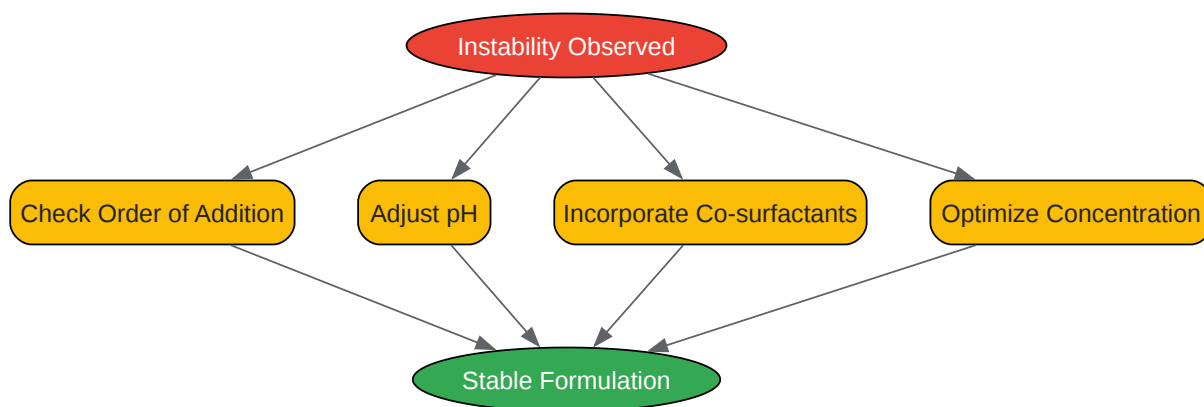 Instability Observed
Check Order of Addition
Adjust pH
Incorporate Co-surfactants
Optimize Concentration
Stable Formulation